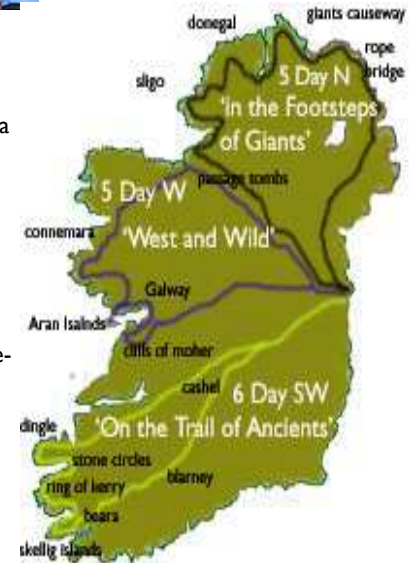 giants causeway
donegal
rope
bridge
sligo
5 Day N
'In the Footsteps
of Giants'
a
passage tombs
5 Day W
connemara
'West and Wild'
Galway
Aran Isalnds
cliffs of moher
e-
cashel
6 Day SW
dingle
'On the Trail of Ancients'
stone circles
ring of kerry
blarney
beara
skellig islands